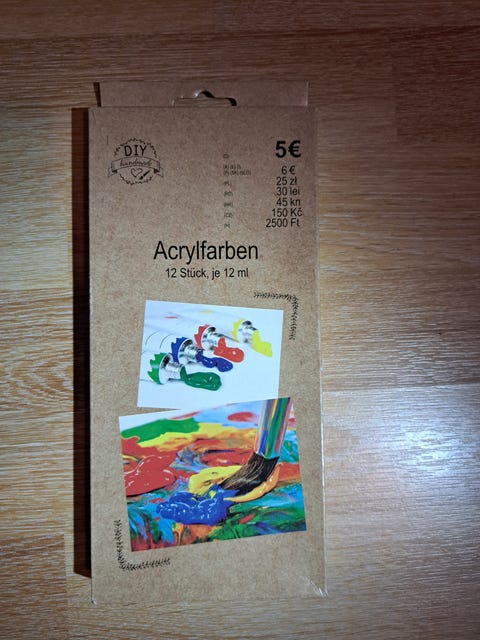 DIY
handmade
5€
6 €
25 zł
30 lei
45 kn
150 Kč
2500 Ft
Acrylfarben
12 Stück, je 12 ml